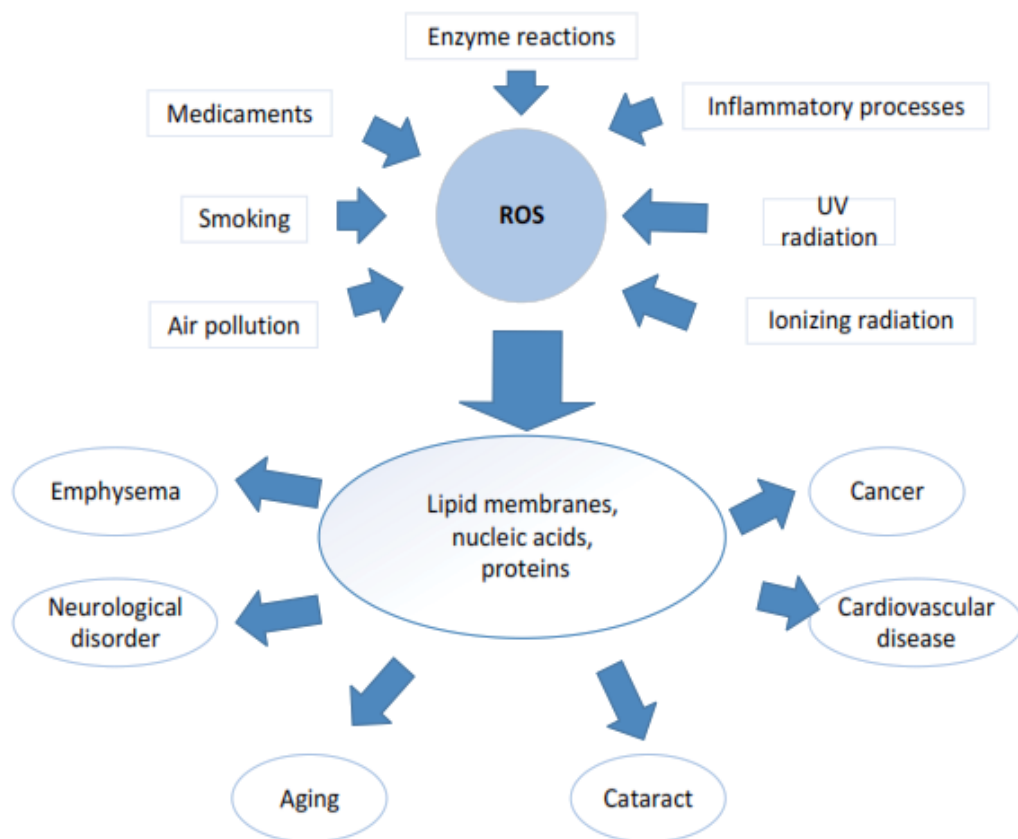 Enzyme reactions
Medicaments
Inflammatory processes
Smoking
ROS
UV
radiation
Air pollution
Ionizing radiation
Emphysema
Lipid membranes,
nucleic acids,
proteins
Cancer
Neurological
disorder
Cardiovascular
disease
Aging
Cataract